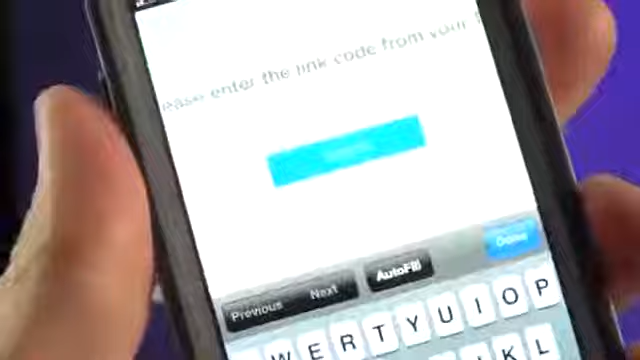 ease enter the link code from your
Previous Next AutoFill Done
W E R T Y U I O P
K L